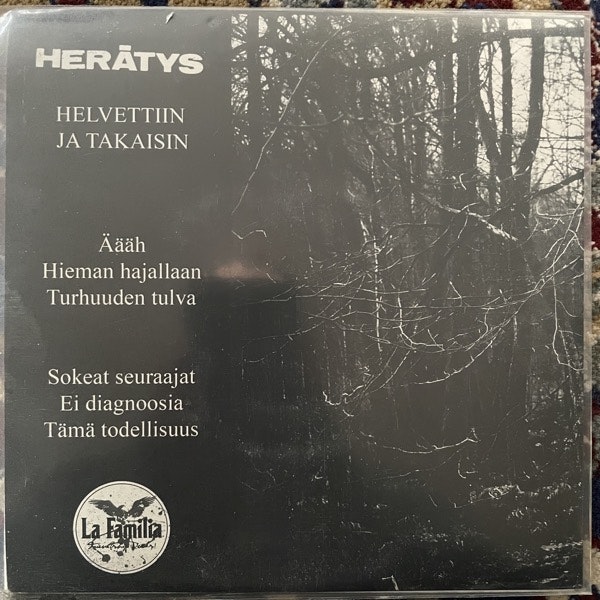 HERÄTYS
HELVETTIIN
JA TAKAISIN
Äääh
Hieman hajallaan
Turhuuden tulva
Sokeat seuraajat
Ei diagnoosia
Tämä todellisuus
La Familia